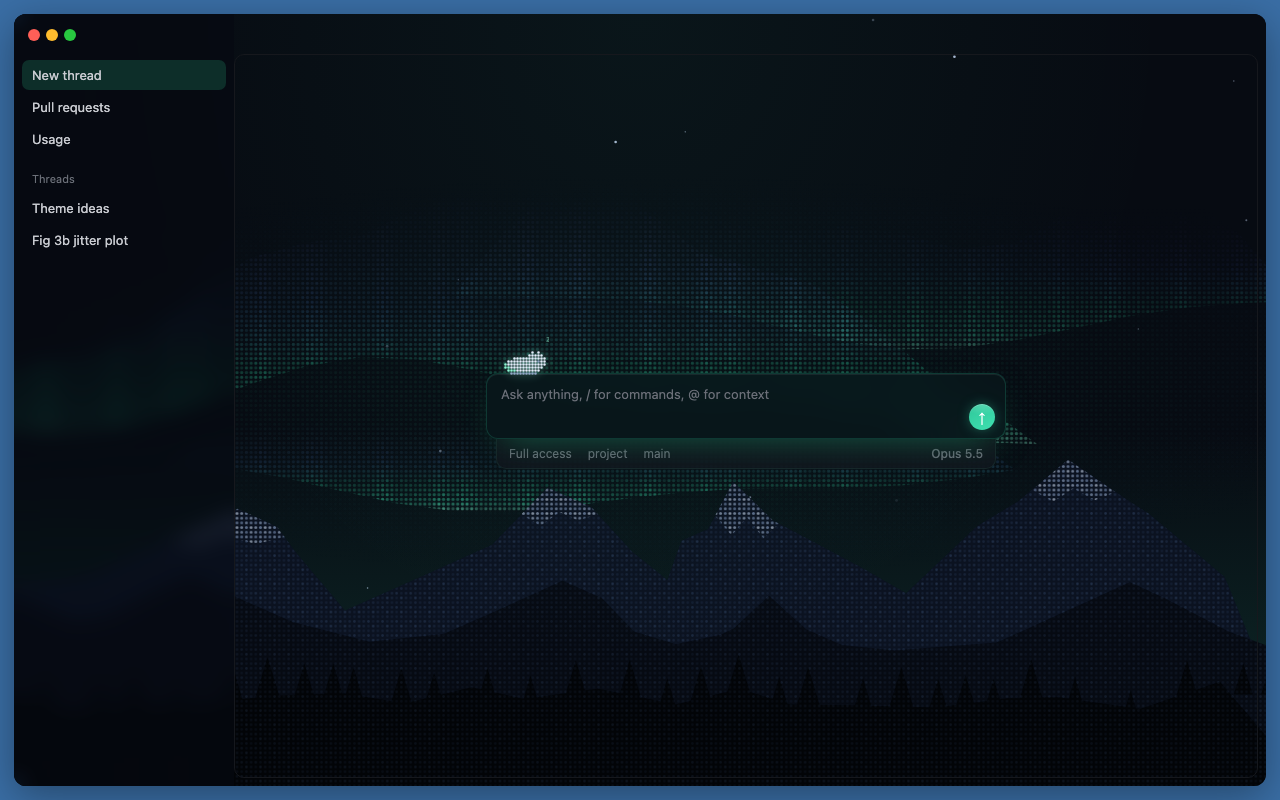 New thread
Pull requests
Usage
Threads
Theme ideas
Fig 3b jitter plot
Ask anything, / for commands, @ for context
↑
Full access project main Opus 5.5